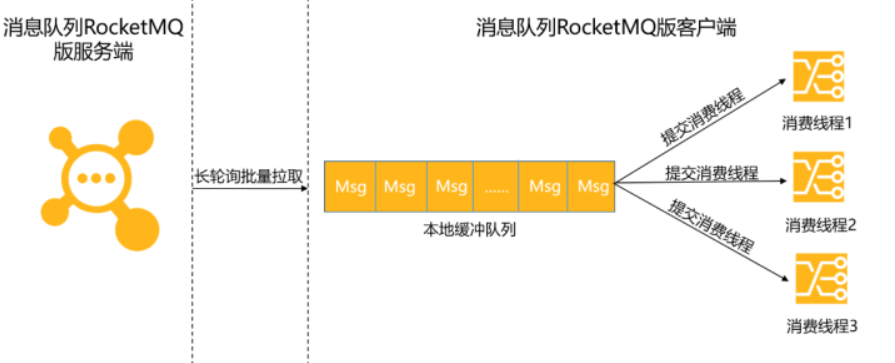 消息队列RocketMQ
版服务端
消息队列RocketMQ版客户端
长轮询批量拉取
Msg
Msg
Msg
......
Msg
Msg
本地缓冲队列
提交消费线程
提交消费线程
提交消费线程
消费线程1
消费线程2
消费线程3